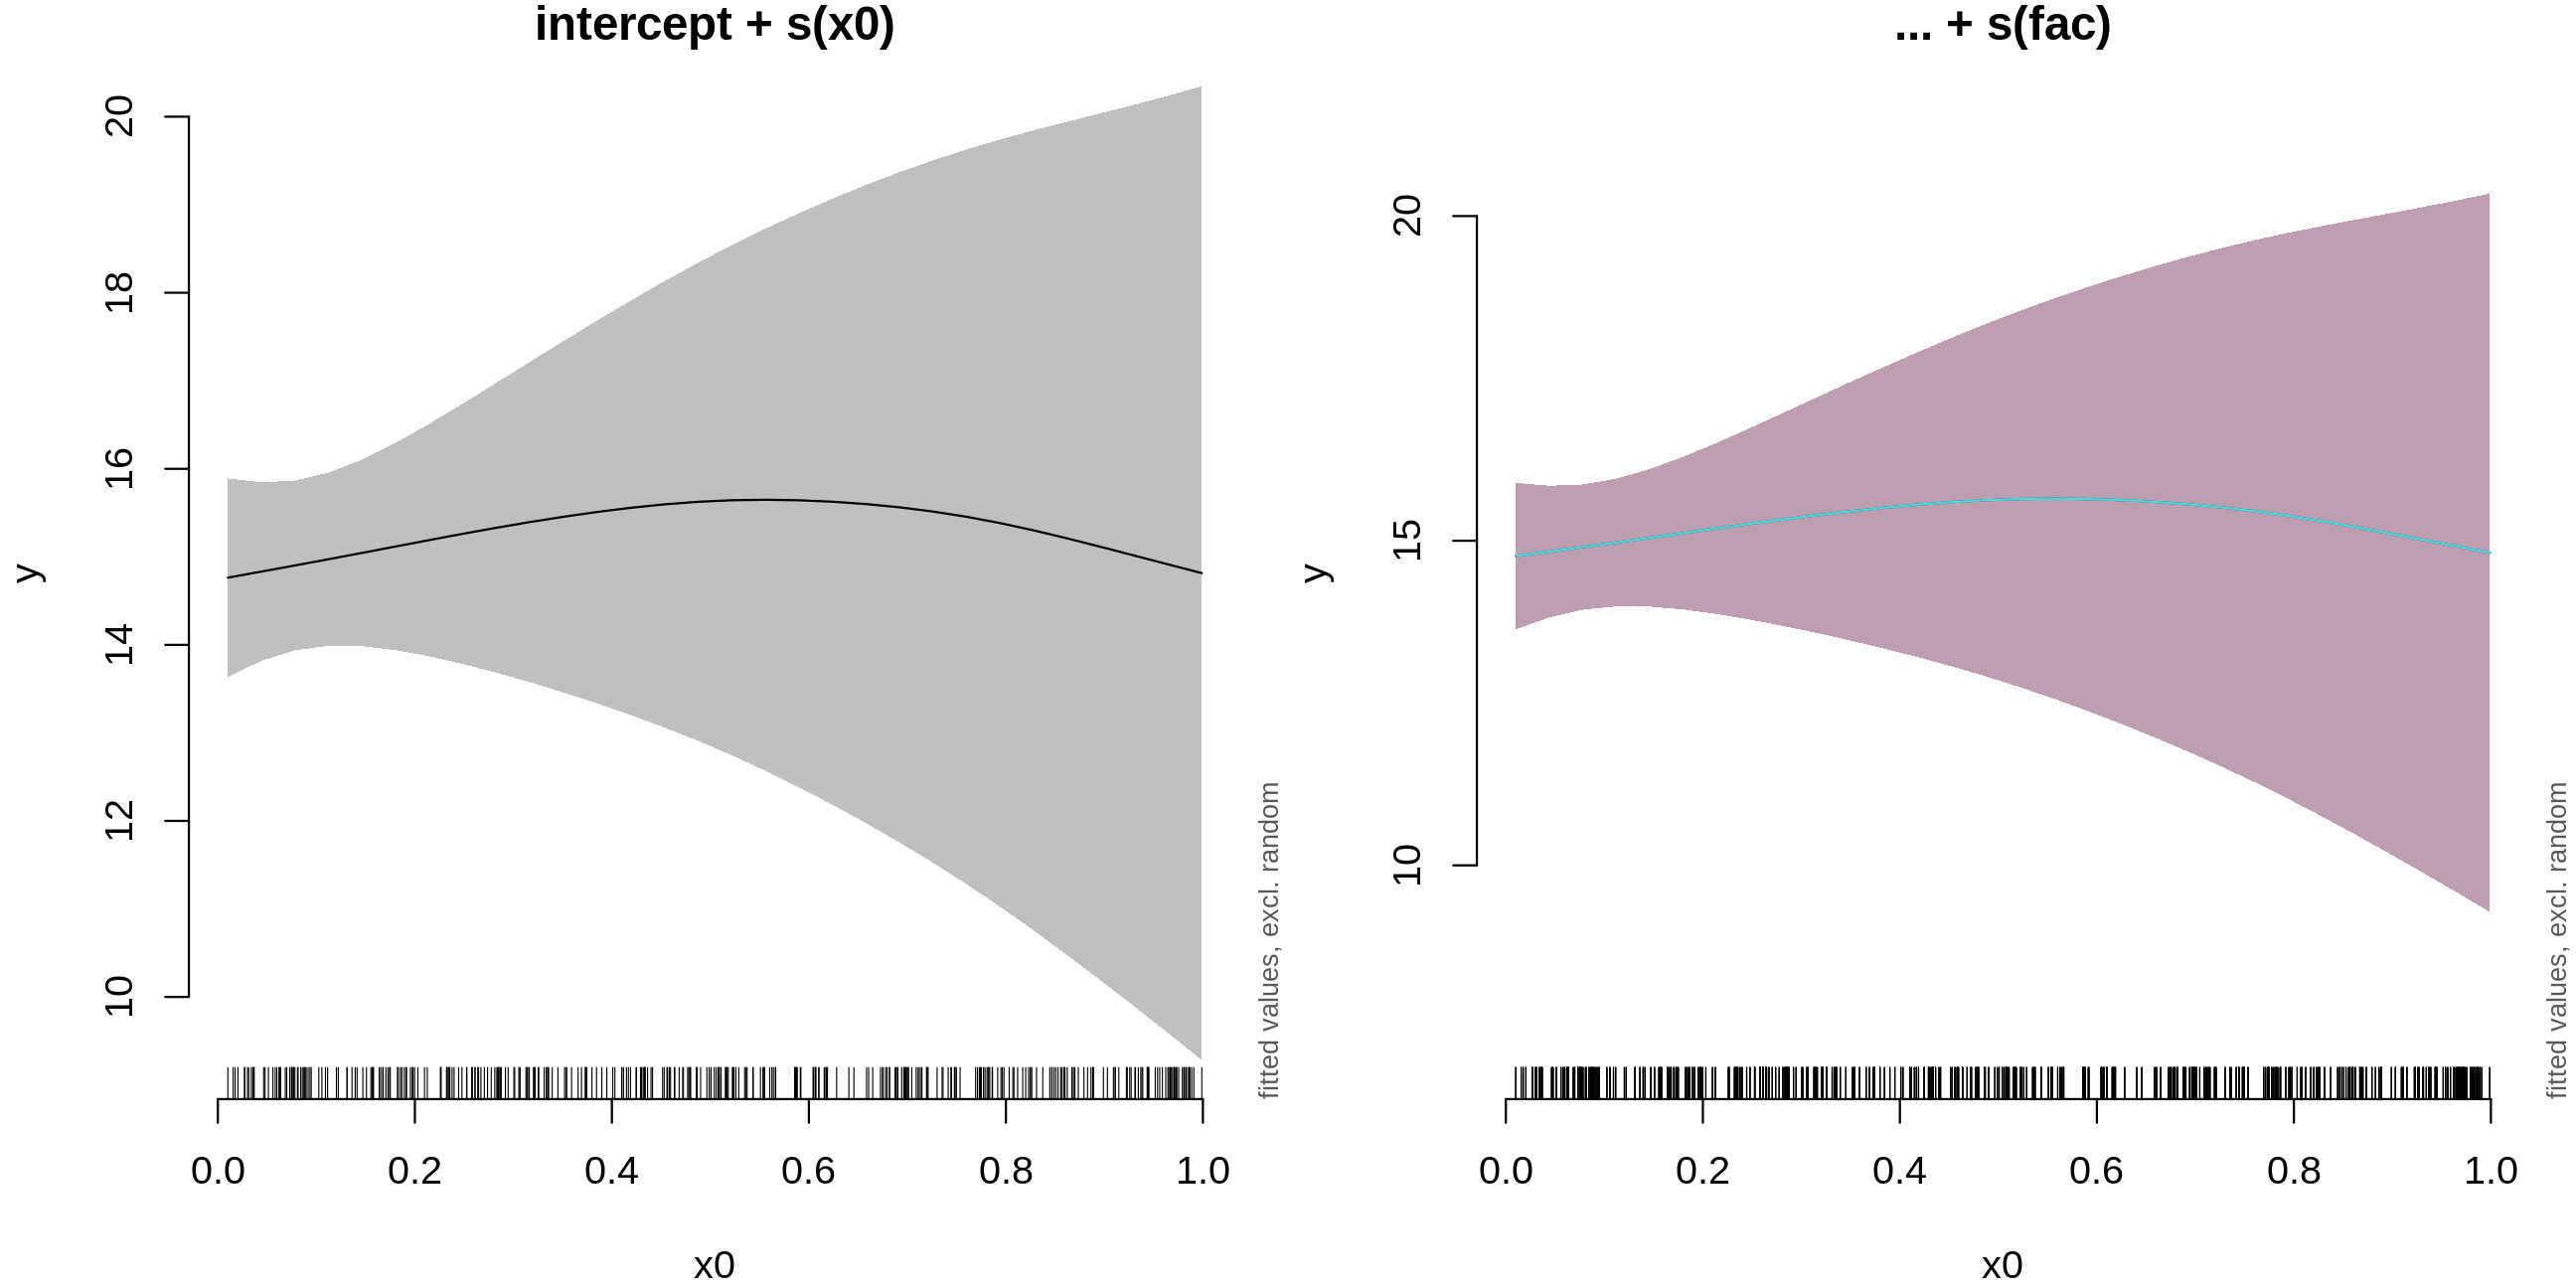 intercept + s(x0)
20
18
16
14
12
10
y
0.0 0.2 0.4 0.6 0.8 1.0
x0
fitted values, excl. random
... + s(fac)
20
15
10
y
0.0 0.2 0.4 0.6 0.8 1.0
x0
fitted values, excl. random